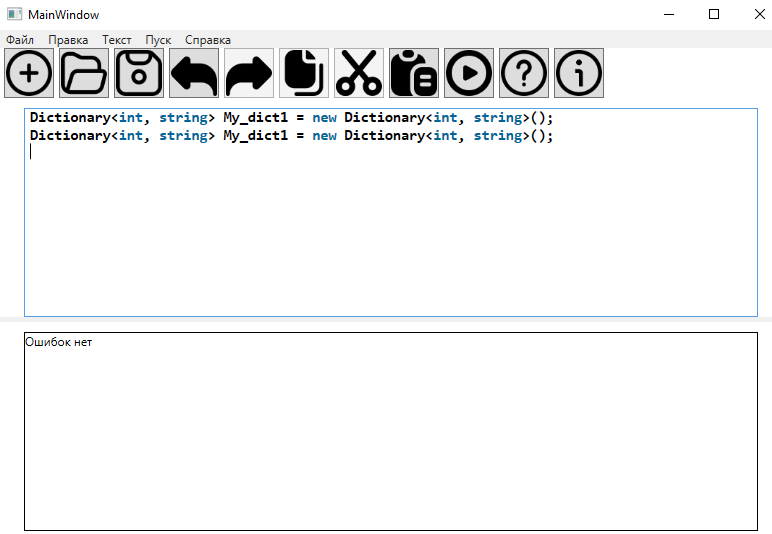 MainWindow
Файл Правка Текст Пуск Справка
Dictionary<int, string> My_dict1 = new Dictionary<int, string>();
Dictionary<int, string> My_dict1 = new Dictionary<int, string>();
Ошибок нет